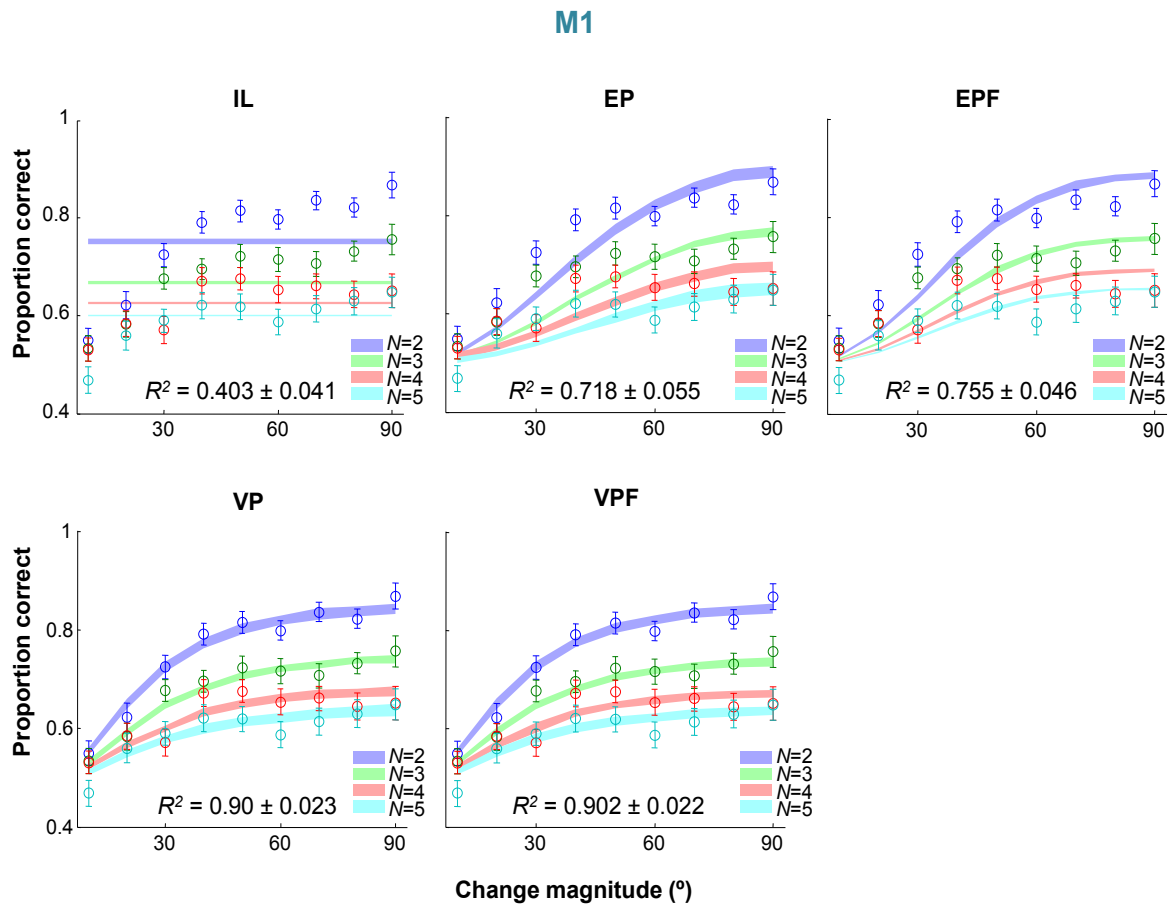 M1
IL
EP
EPF
Proportion correct
1
0.8
0.6
0.4
N=2
N=3
N=4
N=5
R² = 0.403 ± 0.041
30
60
90
N=2
N=3
N=4
N=5
R² = 0.718 ± 0.055
30
60
90
N=2
N=3
N=4
N=5
R² = 0.755 ± 0.046
30
60
90
VP
VPF
Proportion correct
1
0.8
0.6
0.4
N=2
N=3
N=4
N=5
R² = 0.90 ± 0.023
30
60
90
N=2
N=3
N=4
N=5
R² = 0.902 ± 0.022
30
60
90
Change magnitude (º)